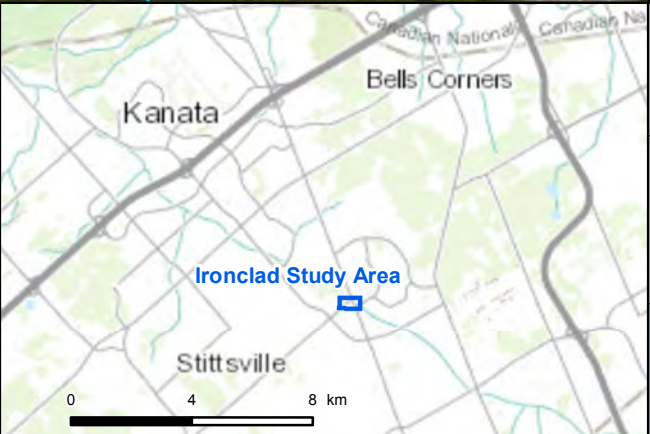 Canadian National
Canadian Na
Bells Corners
Kanata
Ironclad Study Area
Stittsville
0 4 8 km